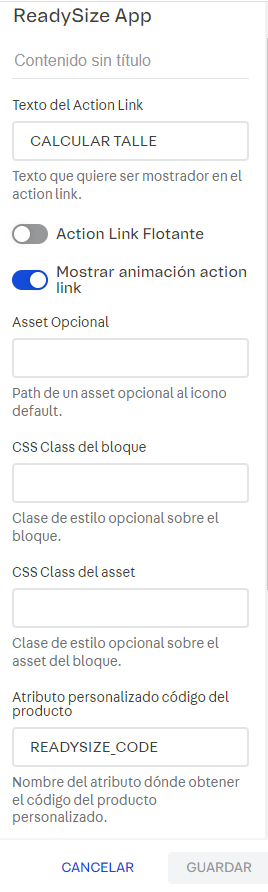 ReadySize App
Contenido sin título
Texto del Action Link
CALCULAR TALLE
Texto que quiere ser mostrador en el
action link.
Action Link Flotante
Mostrar animación action
link
Asset Opcional
Path de un asset opcional al icono
default.
CSS Class del bloque
Clase de estilo opcional sobre el
bloque.
CSS Class del asset
Clase de estilo opcional sobre el
asset del bloque.
Atributo personalizado código del
producto
READYSIZE_CODE
Nombre del atributo dónde obtener
el código del producto
personalizado.
CANCELAR
GUARDAR